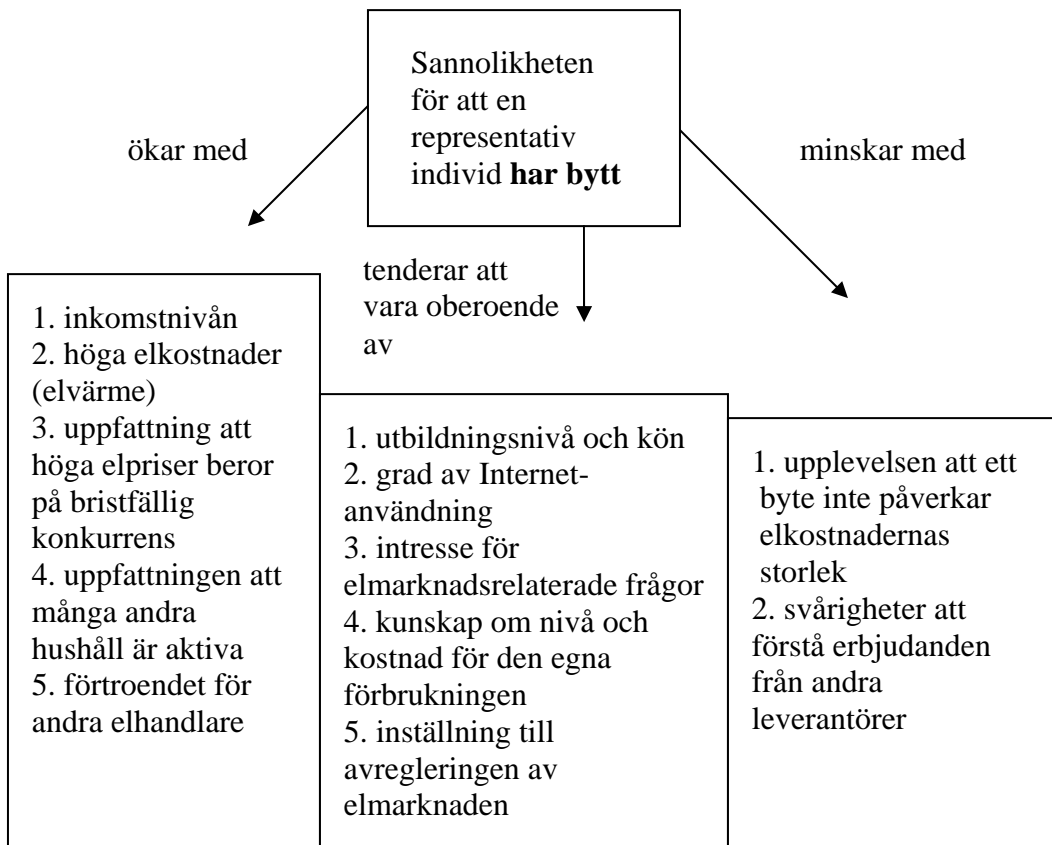 Sannolikheten
för att en
representativ
individ har bytt
ökar med
minskar med
tenderar att
vara oberoende
av
1. inkomstnivån
2. höga elkostnader
(elvärme)
3. uppfattning att
höga elpriser beror
på bristfällig
konkurrens
4. uppfattningen att
många andra
hushåll är aktiva
5. förtroendet för
andra elhandlare
1. utbildningsnivå och kön
2. grad av Internet-
användning
3. intresse för
elmarknadsrelaterade frågor
4. kunskap om nivå och
kostnad för den egna
förbrukningen
5. inställning till
avregleringen av
elmarknaden
1. upplevelsen att ett
byte inte påverkar
elkostnadernas
storlek
2. svårigheter att
förstå erbjudanden
från andra
leverantörer